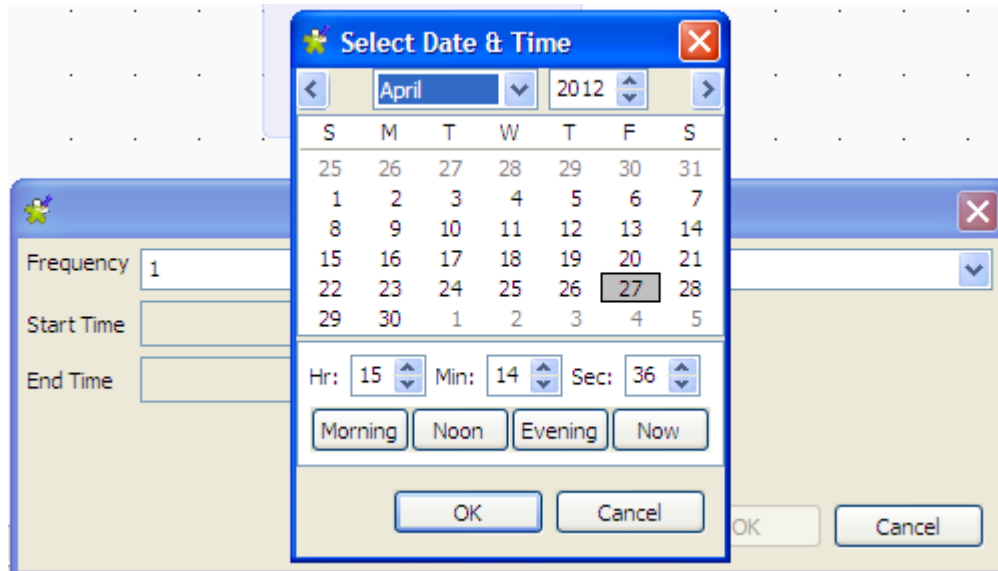 Select Date & Time
April 2012
S M T W T F S
25 26 27 28 29 30 31
1 2 3 4 5 6 7
8 9 10 11 12 13 14
15 16 17 18 19 20 21
22 23 24 25 26 27 28
29 30 1 2 3 4 5
Hr: 15 Min: 14 Sec: 36
Morning Noon Evening Now
OK Cancel
Frequency 1
Start Time
End Time
OK Cancel